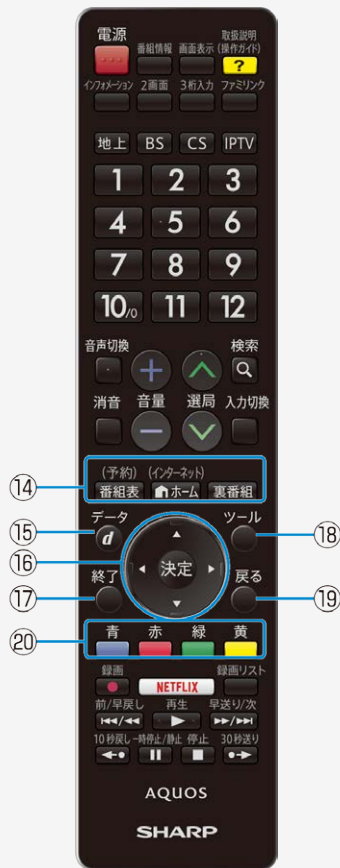 電源
番組情報 画面表示 取扱説明(操作ガイド)
?
インフォメーション 2画面 3桁入力 ファミリンク
地上 BS CS IPTV
1 2 3
4 5 6
7 8 9
10/0 11 12
音声切換 + ∧ 検索
消音 音量 選局 入力切換
− ∨
(予約) (インターネット)
⑭ 番組表 ホーム 裏番組
データ ツール
⑮ d ⑱
⑯ 決定
終了 戻る
⑰ ⑲
⑳ 青 赤 緑 黄
録画 NETFLIX 録画リスト
前/早戻し 再生 早送り/次
10秒戻し 一時停止/静止 停止 30秒送り
AQUOS
SHARP